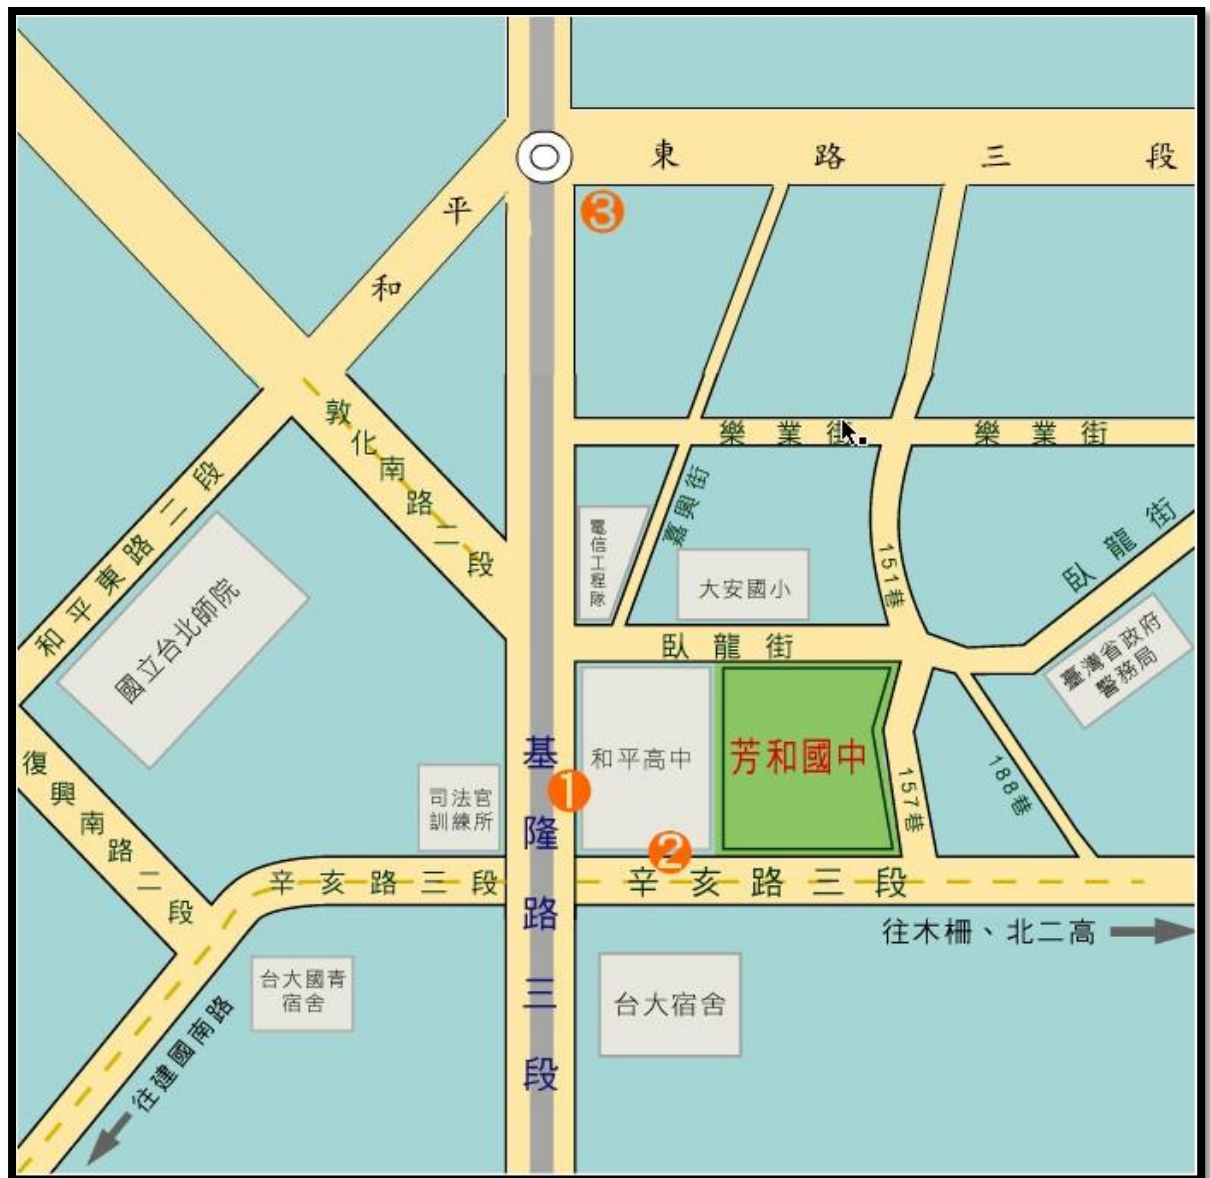 東路三段
和平
③
敦化南路二段
樂業街
樂業街
和平東路二段
國立台北師院
電信工程隊
嘉興街
大安國小
151巷
臥龍街
臥龍街
臺灣省政府
警務局
復興南路二段
司法官
訓練所
基隆路三段
①
和平高中
芳和國中
157巷
188巷
②
辛亥路三段
辛亥路三段
往木柵、北二高
台大國青
宿舍
台大宿舍
往建國南路